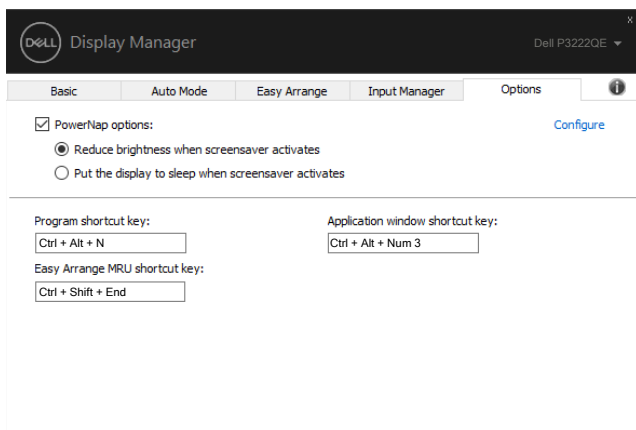 x
DELL Display Manager
Dell P3222QE
Basic Auto Mode Easy Arrange Input Manager Options i
PowerNap options: Configure
Reduce brightness when screensaver activates
Put the display to sleep when screensaver activates
Program shortcut key: Application window shortcut key:
Ctrl + Alt + N Ctrl + Alt + Num 3
Easy Arrange MRU shortcut key:
Ctrl + Shift + End